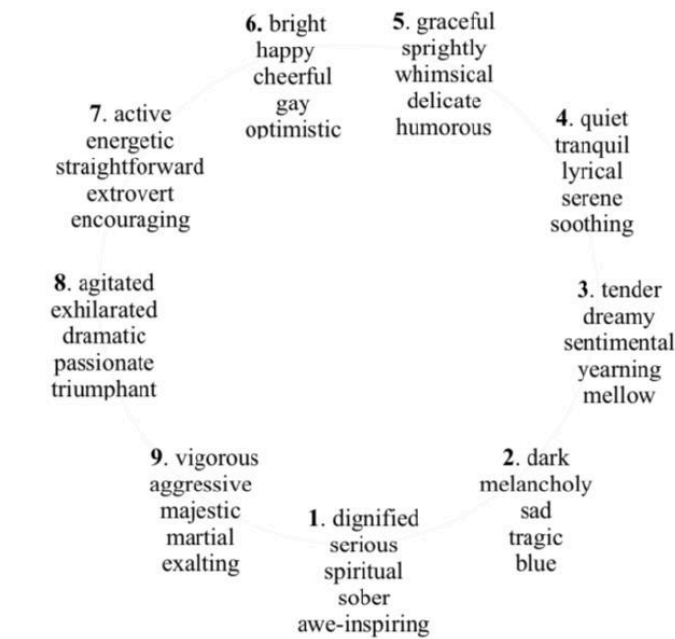 6. bright
happy
cheerful
gay
optimistic
5. graceful
sprightly
whimsical
delicate
humorous
7. active
energetic
straightforward
extrovert
encouraging
4. quiet
tranquil
lyrical
serene
soothing
8. agitated
exhilarated
dramatic
passionate
triumphant
3. tender
dreamy
sentimental
yearning
mellow
9. vigorous
aggressive
majestic
martial
exalting
2. dark
melancholy
sad
tragic
blue
1. dignified
serious
spiritual
sober
awe-inspiring